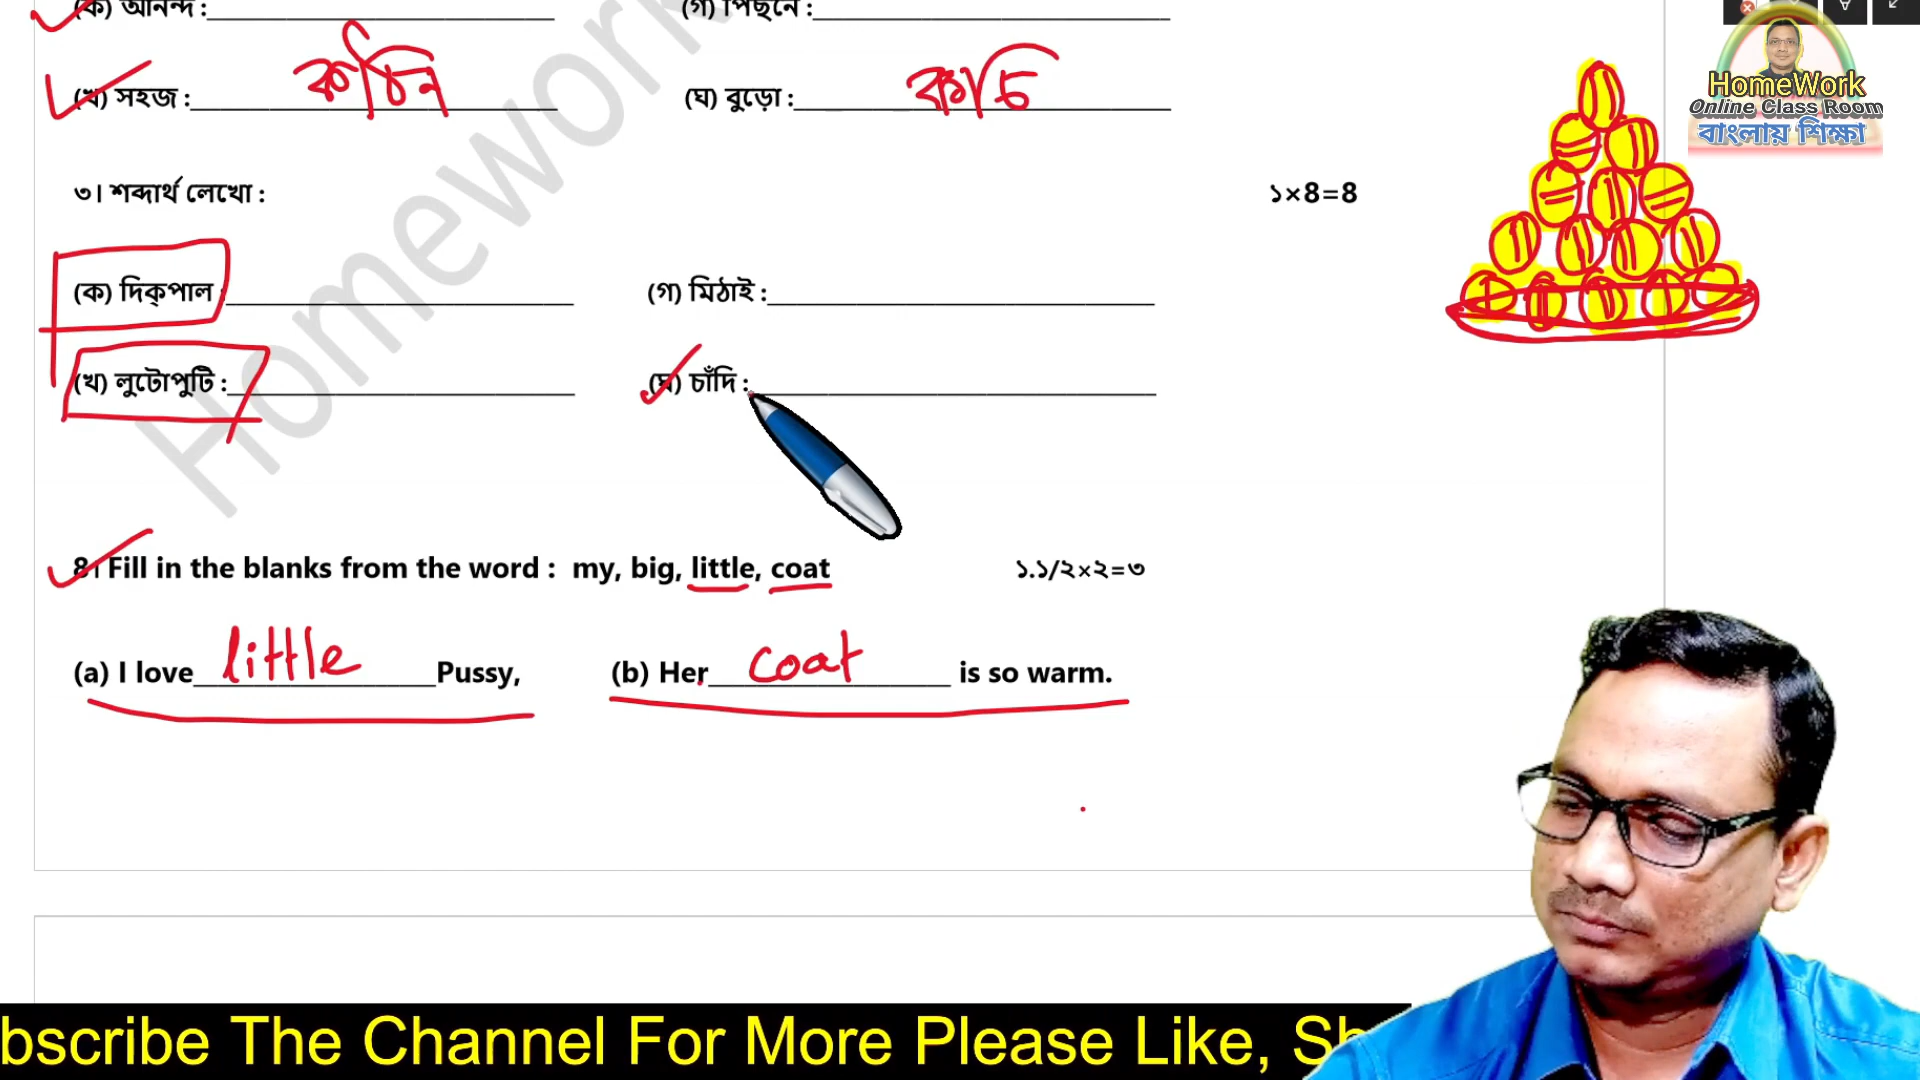 (ক) আনন্দ :
(গ) পিছনে :
(খ) সহজ : কঠিন
(ঘ) বুড়ো :
৩। শব্দার্থ লেখো :
১×৪=৪
(ক) দিক্‌পাল :
(গ) মিঠাই :
(খ) লুটোপুটি :
(ঘ) চাঁদি :
৪। Fill in the blanks from the word : my, big, little, coat
১.১/২×২=৩
(a) I love little Pussy,
(b) Her coat is so warm.
Homework
HomeWork
Online Class Room
বাংলায় শিক্ষা
bscribe The Channel For More Please Like, Sh